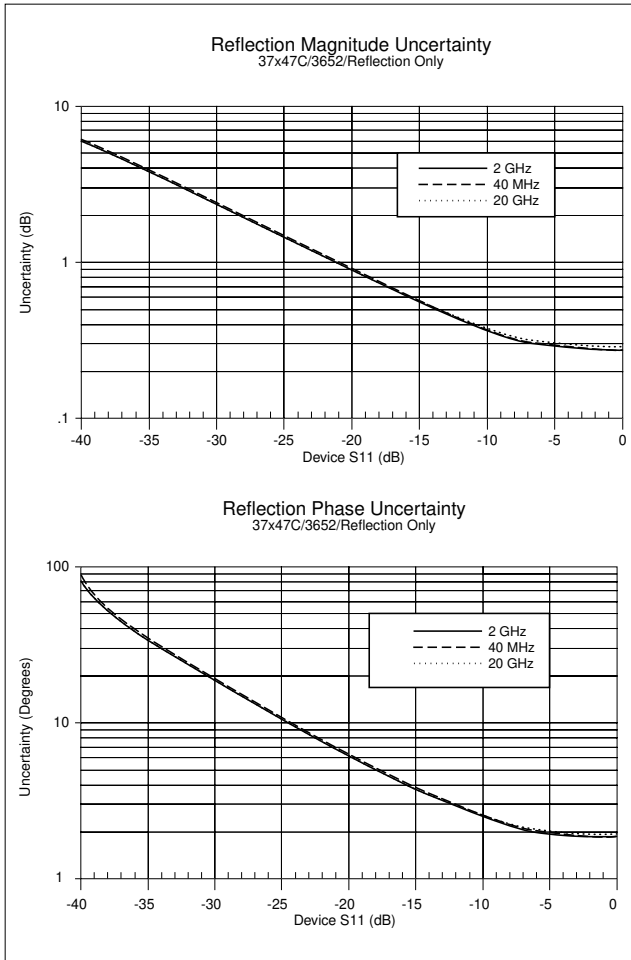 Reflection Magnitude Uncertainty
37x47C/3652/Reflection Only
10
1
.1
Uncertainty (dB)
2 GHz
40 MHz
20 GHz
-40 -35 -30 -25 -20 -15 -10 -5 0
Device S11 (dB)
Reflection Phase Uncertainty
37x47C/3652/Reflection Only
100
10
1
Uncertainty (Degrees)
2 GHz
40 MHz
20 GHz
-40 -35 -30 -25 -20 -15 -10 -5 0
Device S11 (dB)